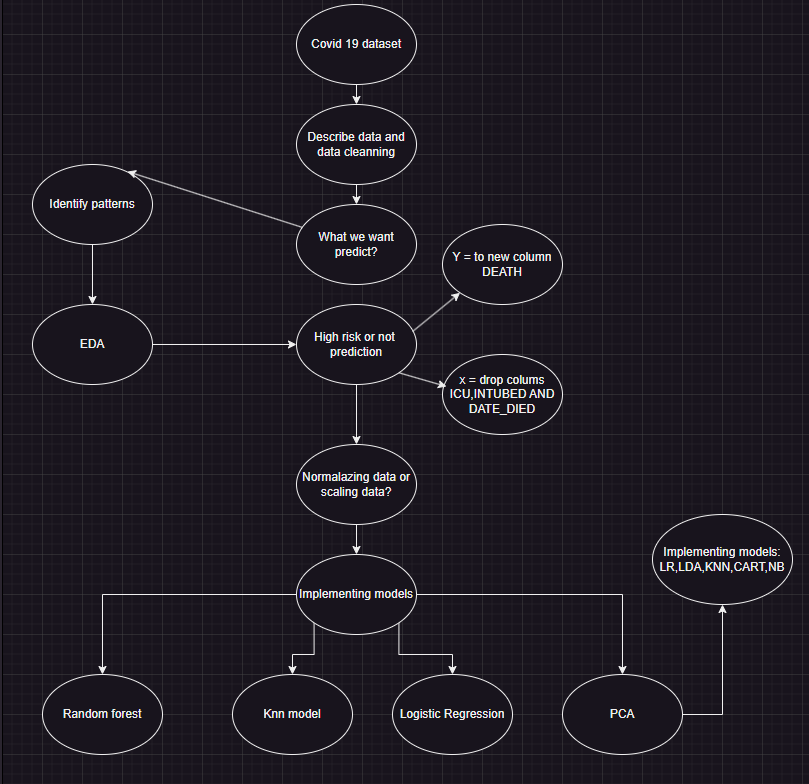 Covid 19 dataset
Describe data and
data cleanning
Identify patterns
What we want
predict?
Y = to new column
DEATH
EDA
High risk or not
prediction
x = drop colums
ICU,INTUBED AND
DATE_DIED
Normalazing data or
scaling data?
Implementing models:
LR,LDA,KNN,CART,NB
Implementing models
Random forest
Knn model
Logistic Regression
PCA